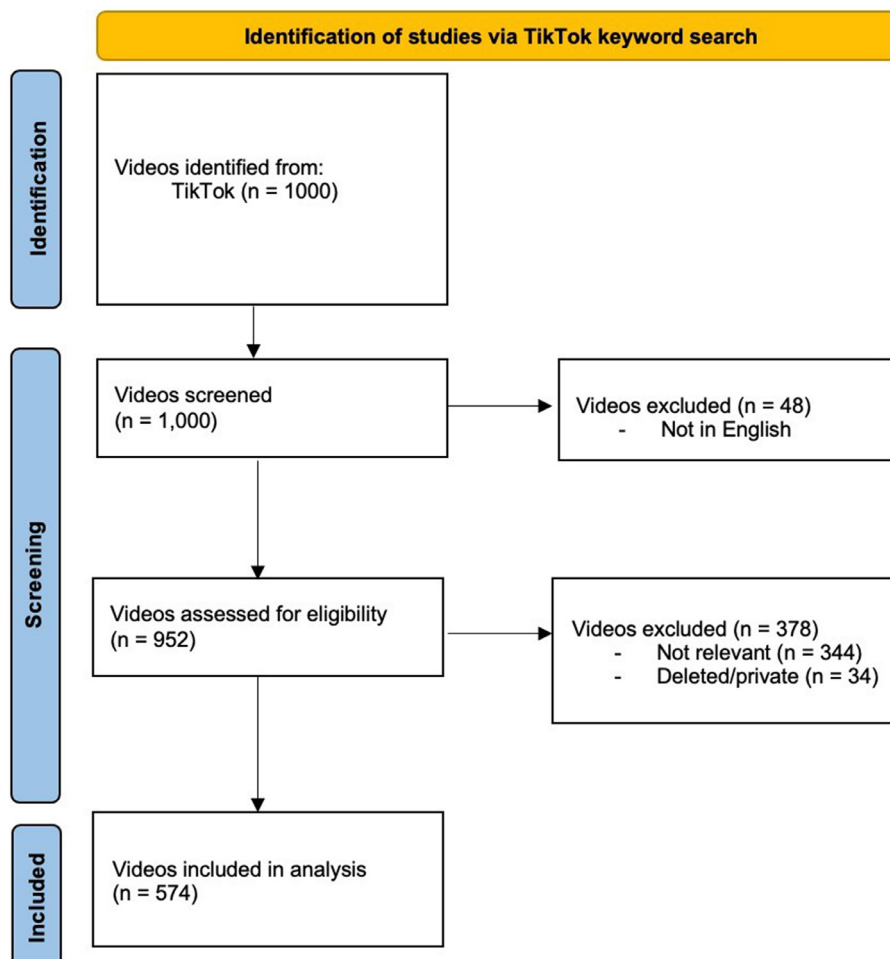 Identification of studies via TikTok keyword search
Identification
Videos identified from:
TikTok (n = 1000)
Screening
Videos screened
(n = 1,000)
Videos excluded (n = 48)
- Not in English
Videos assessed for eligibility
(n = 952)
Videos excluded (n = 378)
- Not relevant (n = 344)
- Deleted/private (n = 34)
Included
Videos included in analysis
(n = 574)